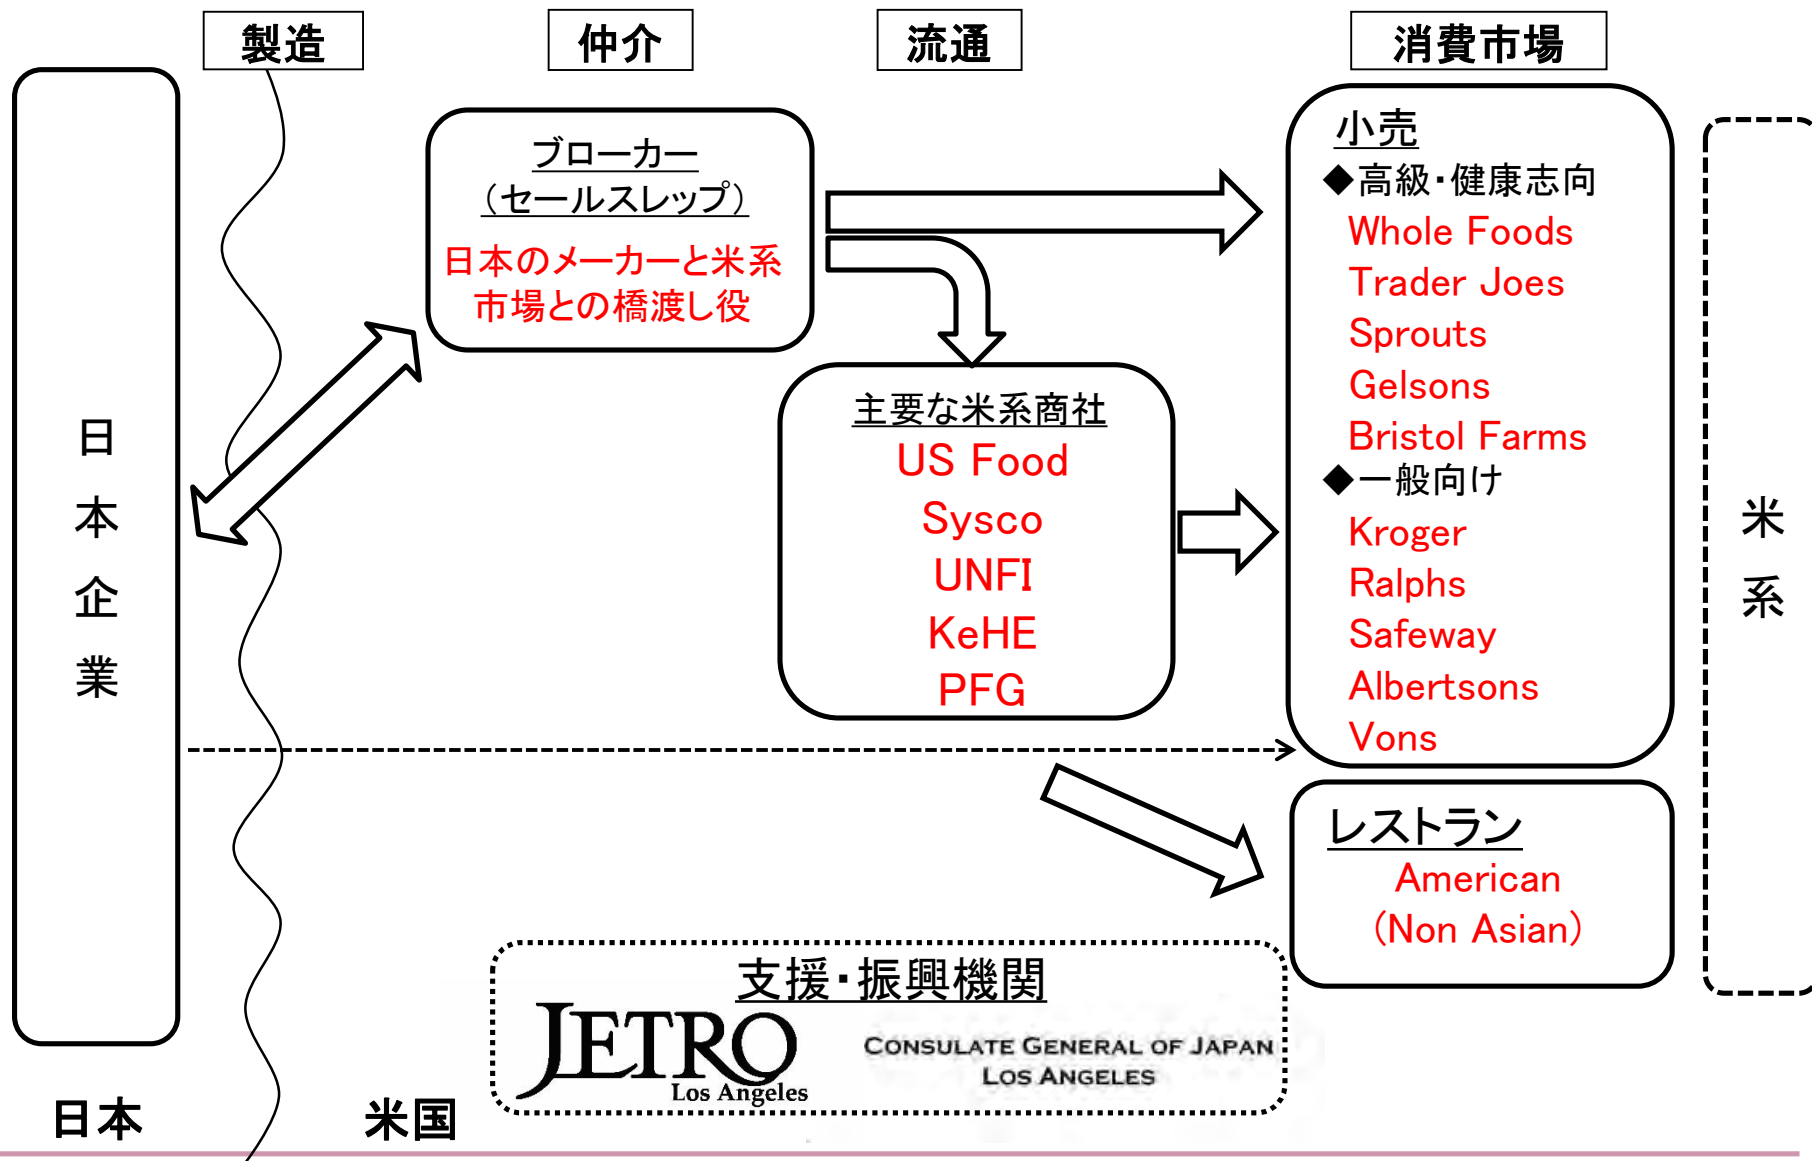 製造
仲介
流通
消費市場
日本企業
ブローカー
(セールスレップ)
日本のメーカーと米系
市場との橋渡し役
主要な米系商社
US Food
Sysco
UNFI
KeHE
PFG
小売
◆高級・健康志向
Whole Foods
Trader Joes
Sprouts
Gelsons
Bristol Farms
◆一般向け
Kroger
Ralphs
Safeway
Albertsons
Vons
レストラン
American
(Non Asian)
米系
支援・振興機関
JETRO
Los Angeles
CONSULATE GENERAL OF JAPAN
LOS ANGELES
日本
米国